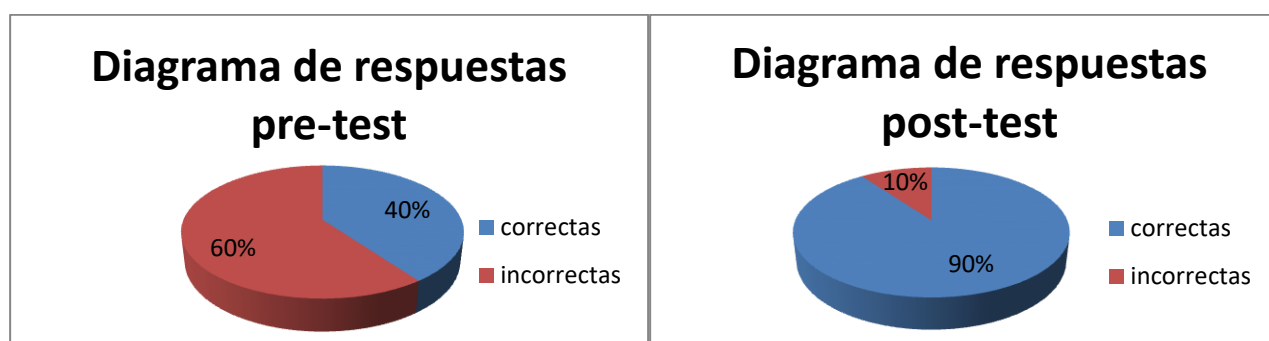 Diagrama de respuestas
pre-test
40%
60%
correctas
incorrectas
Diagrama de respuestas
post-test
10%
90%
correctas
incorrectas